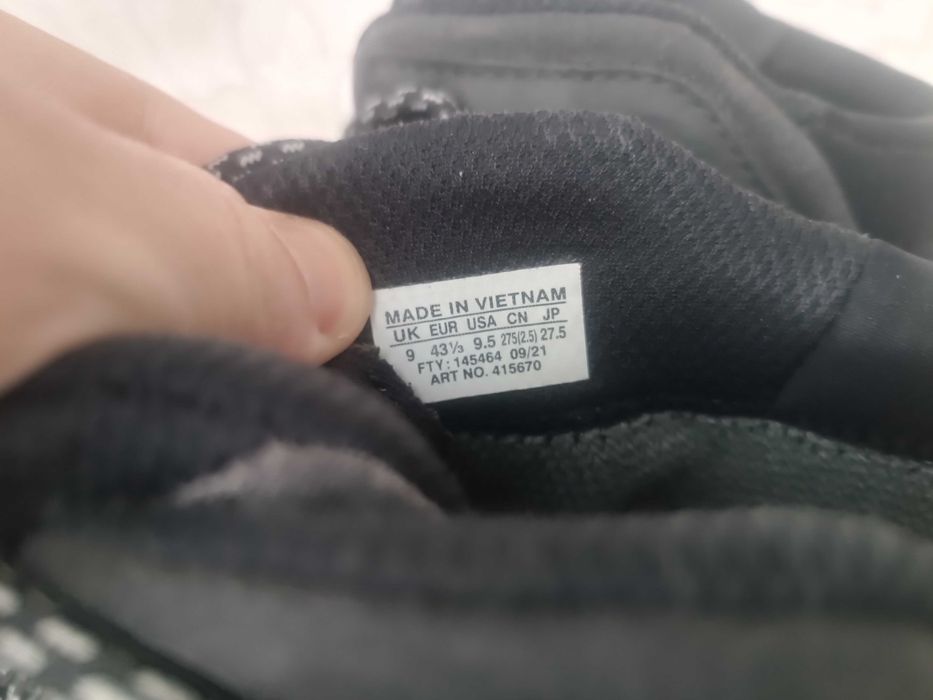 MADE IN VIETNAM
UK EUR USA CN JP
9 43⅓ 9.5 275(2.5) 27.5
FTY: 145464 09/21
ART NO. 415670